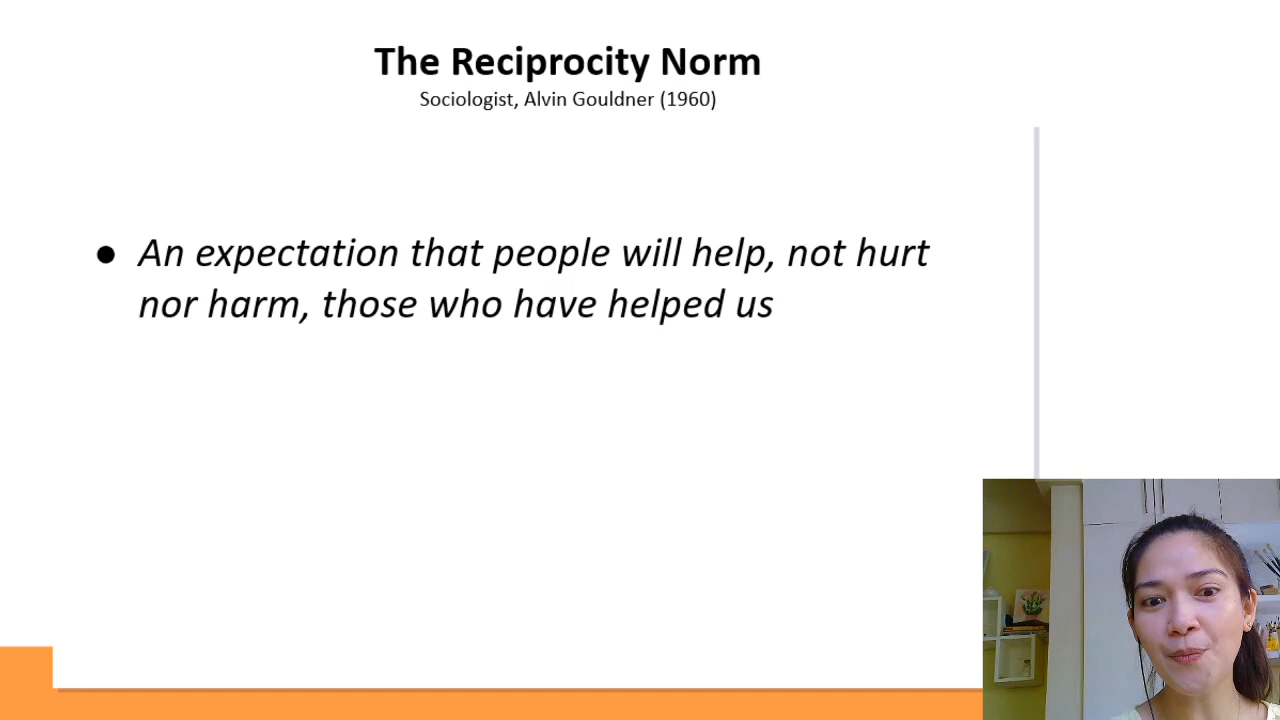 The Reciprocity Norm
Sociologist, Alvin Gouldner (1960)
● An expectation that people will help, not hurt
nor harm, those who have helped us